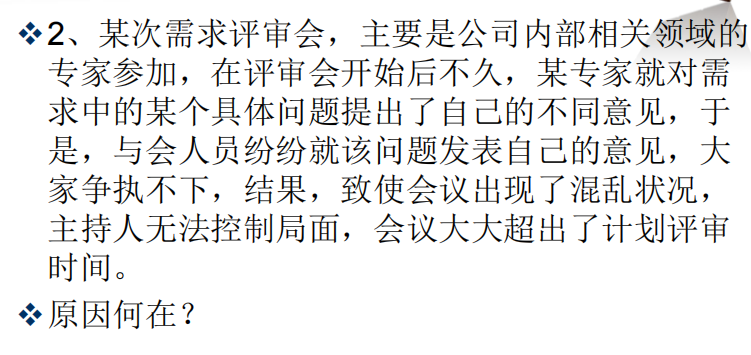 ❖2、某次需求评审会，主要是公司内部相关领域的
专家参加，在评审会开始后不久，某专家就对需
求中的某个具体问题提出了自己的不同意见，于
是，与会人员纷纷就该问题发表自己的意见，大
家争执不下，结果，致使会议出现了混乱状况，
主持人无法控制局面，会议大大超出了计划评审
时间。
❖原因何在？